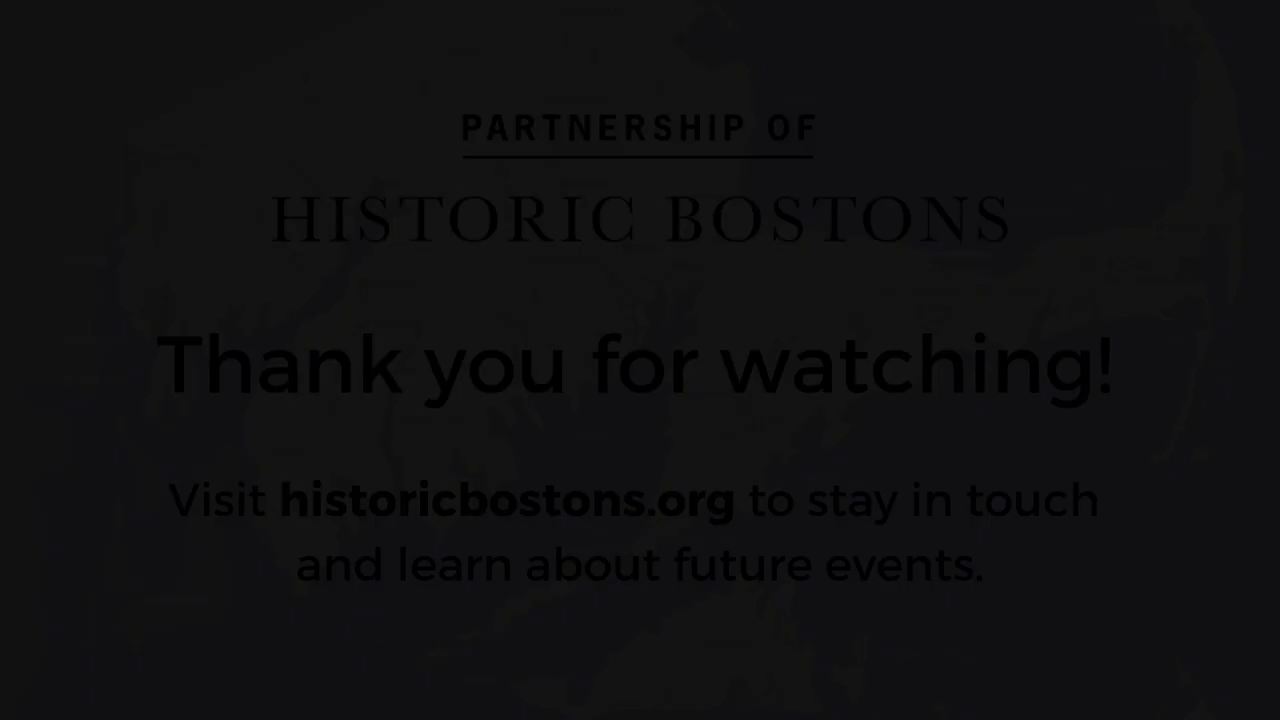 PARTNERSHIP OF
HISTORIC BOSTONS
Thank you for watching!
Visit historicbostons.org to stay in touch
and learn about future events.